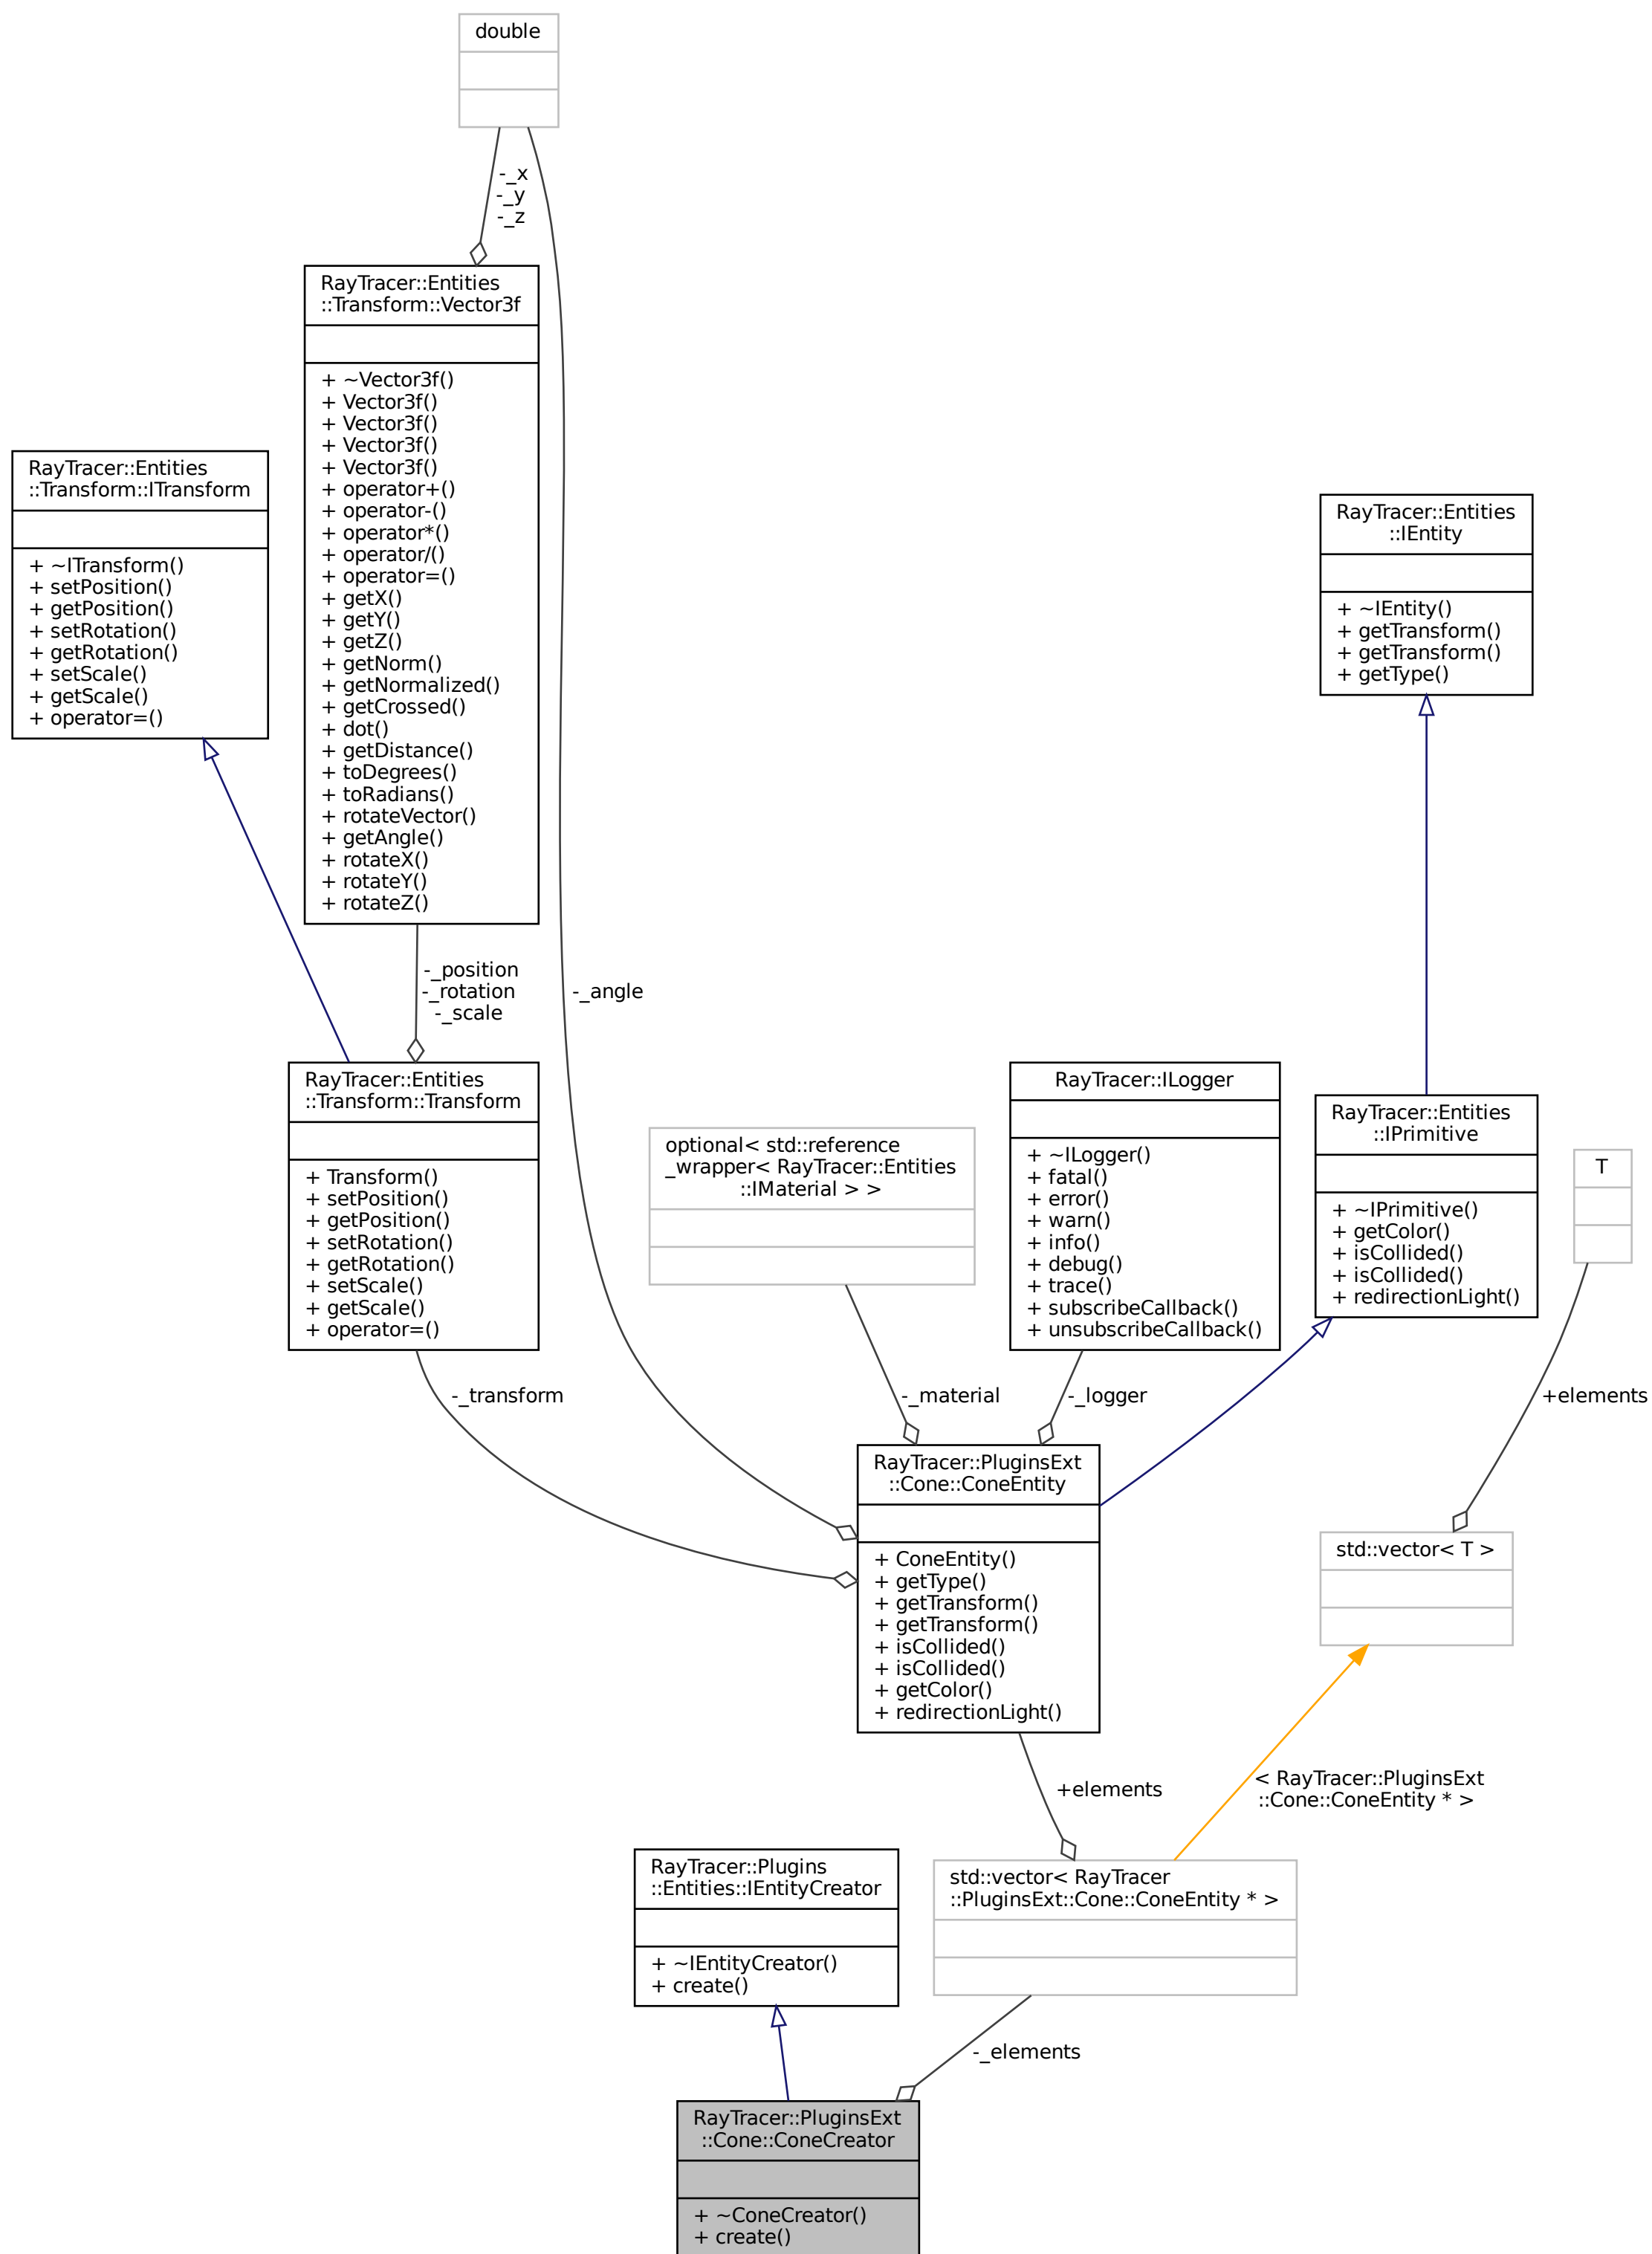 double
-_x
-_y
-_z
RayTracer::Entities
::Transform::Vector3f
+ ~Vector3f()
+ Vector3f()
+ Vector3f()
+ Vector3f()
+ Vector3f()
+ operator+()
+ operator-()
+ operator*()
+ operator/()
+ operator=()
+ getX()
+ getY()
+ getZ()
+ getNorm()
+ getNormalized()
+ getCrossed()
+ dot()
+ getDistance()
+ toDegrees()
+ toRadians()
+ rotateVector()
+ getAngle()
+ rotateX()
+ rotateY()
+ rotateZ()
RayTracer::Entities
::Transform::ITransform
+ ~ITransform()
+ setPosition()
+ getPosition()
+ setRotation()
+ getRotation()
+ setScale()
+ getScale()
+ operator=()
RayTracer::Entities
::IEntity
+ ~IEntity()
+ getTransform()
+ getTransform()
+ getType()
-_position
-_rotation
-_scale
-_angle
RayTracer::Entities
::Transform::Transform
+ Transform()
+ setPosition()
+ getPosition()
+ setRotation()
+ getRotation()
+ setScale()
+ getScale()
+ operator=()
optional< std::reference
_wrapper< RayTracer::Entities
::IMaterial > >
RayTracer::ILogger
+ ~ILogger()
+ fatal()
+ error()
+ warn()
+ info()
+ debug()
+ trace()
+ subscribeCallback()
+ unsubscribeCallback()
RayTracer::Entities
::IPrimitive
+ ~IPrimitive()
+ getColor()
+ isCollided()
+ isCollided()
+ redirectionLight()
T
-_transform
-_material
-_logger
+elements
RayTracer::PluginsExt
::Cone::ConeEntity
+ ConeEntity()
+ getType()
+ getTransform()
+ getTransform()
+ isCollided()
+ isCollided()
+ getColor()
+ redirectionLight()
std::vector< T >
+elements
< RayTracer::PluginsExt
::Cone::ConeEntity * >
RayTracer::Plugins
::Entities::IEntityCreator
+ ~IEntityCreator()
+ create()
std::vector< RayTracer
::PluginsExt::Cone::ConeEntity * >
-_elements
RayTracer::PluginsExt
::Cone::ConeCreator
+ ~ConeCreator()
+ create()